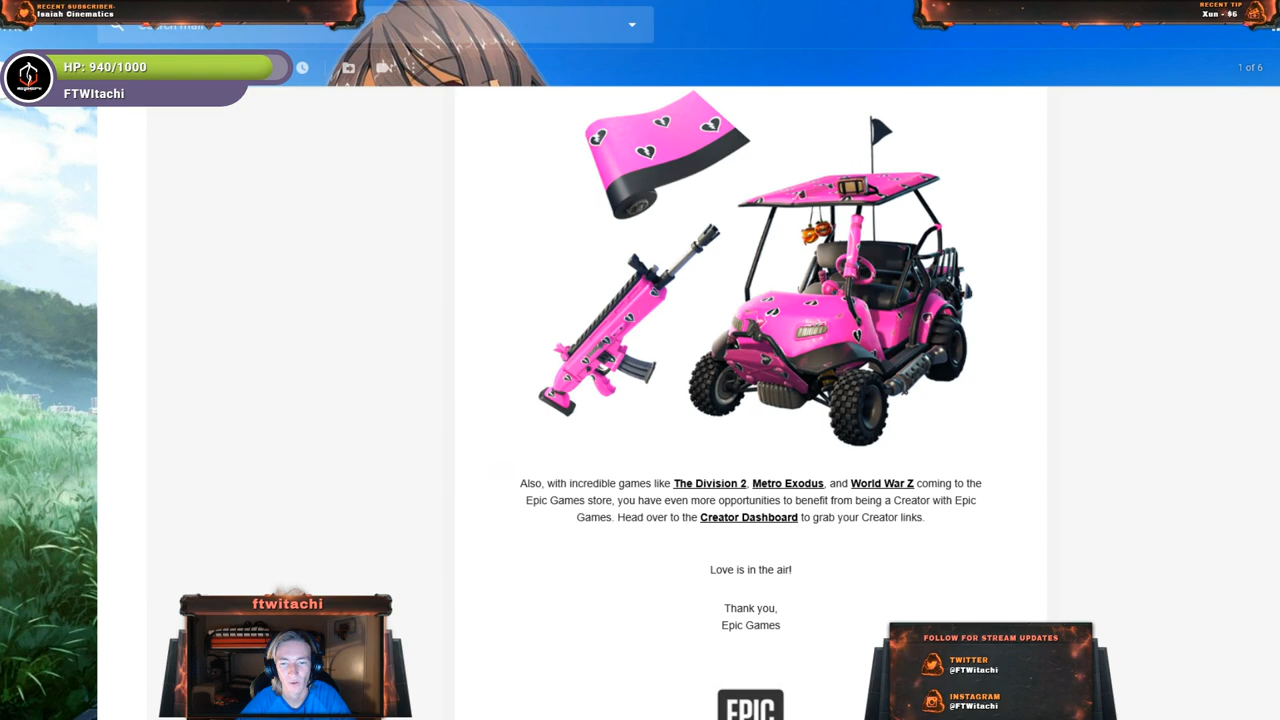 RECENT SUBSCRIBER-
Isaiah Cinematics
RECENT TIP
Xun - $6
HP: 940/1000
1 of 6
FTWItachi
Also, with incredible games like The Division 2, Metro Exodus, and World War Z coming to the
Epic Games store, you have even more opportunities to benefit from being a Creator with Epic
Games. Head over to the Creator Dashboard to grab your Creator links.
Love is in the air!
Thank you,
Epic Games
ftwitachi
FOLLOW FOR STREAM UPDATES
TWITTER
@FTWitachi
INSTAGRAM
@FTWitachi
EPIC